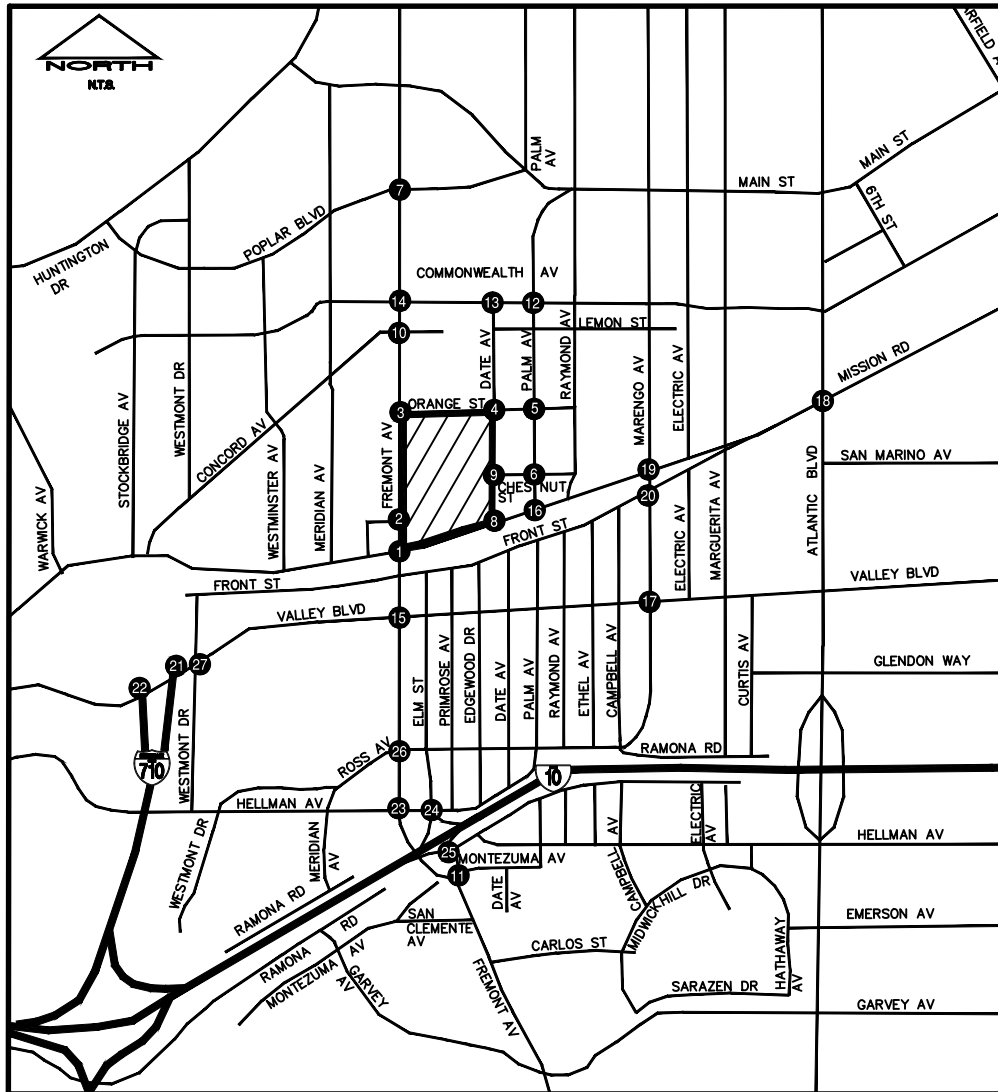 NORTH
N.T.S.
HUNTINGTON
DR
POPLAR BLVD
PALM
AV
MAIN ST
MAIN ST
6TH ST
7
COMMONWEALTH AV
14
13
12
10
LEMON ST
DATE AV
PALM AV
RAYMOND AV
MARENGO AV
ELECTRIC AV
MISSION RD
STOCKBRIDGE AV
WESTMONT DR
CONCORD AV
WESTMINSTER AV
MERIDIAN AV
FREMONT AV
WARWICK AV
3
ORANGE ST
4
5
18
9
6
CHESTNUT
ST
19
20
SAN MARINO AV
ATLANTIC BLVD
2
8
16
1
FRONT ST
FRONT ST
ELECTRIC AV
MARGUERITA AV
VALLEY BLVD
VALLEY BLVD
15
17
21
27
22
WESTMONT DR
ELM ST
PRIMROSE AV
EDGEWOOD DR
DATE AV
PALM AV
RAYMOND AV
ETHEL AV
CAMPBELL AV
CURTIS AV
GLENDON WAY
710
ROSS AV
26
RAMONA RD
10
HELLMAN AV
23
24
HELLMAN AV
WESTMONT DR
MERIDIAN
AV
25
MONTEZUMA AV
11
CAMPBELL AV
ELECTRIC
AV
RAMONA RD
DATE
AV
SAN
CLEMENTE
AV
MIDWICKHILL DR
EMERSON AV
RAMONA RD
MONTEZUMA AV
GARVEY
AV
CARLOS ST
FREMONT AV
HATHAWAY
AV
SARAZEN DR
GARVEY AV